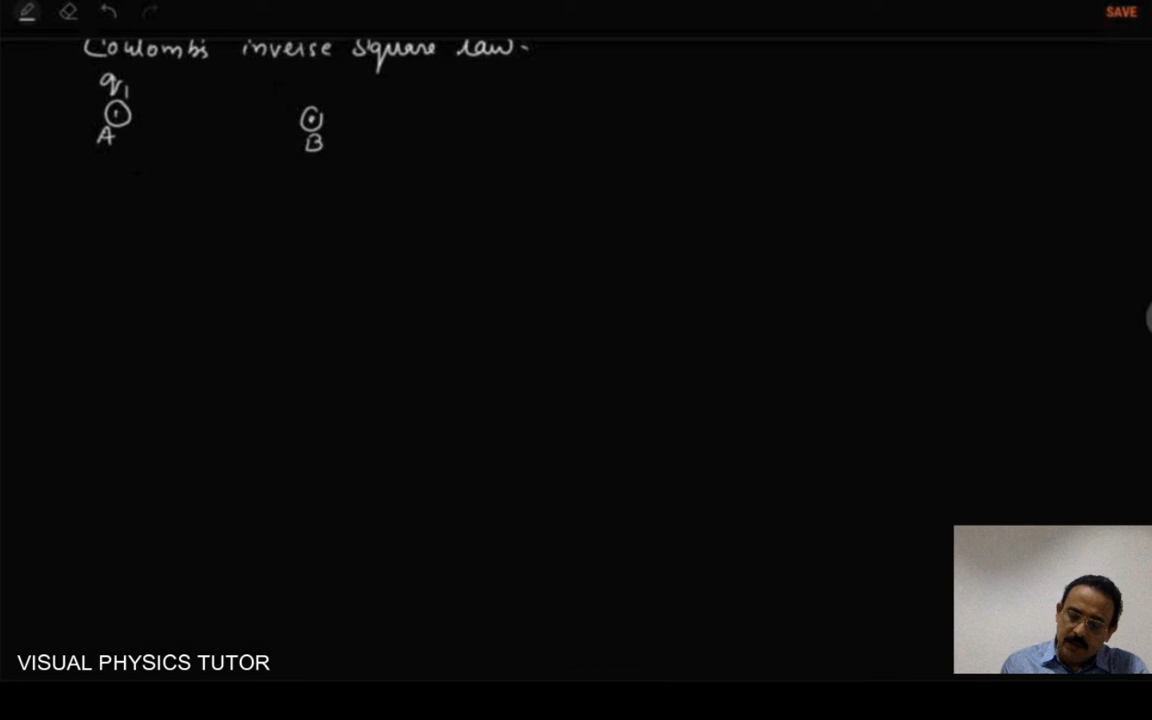 SAVE
Coulomb's inverse square law.
q1
A B
VISUAL PHYSICS TUTOR